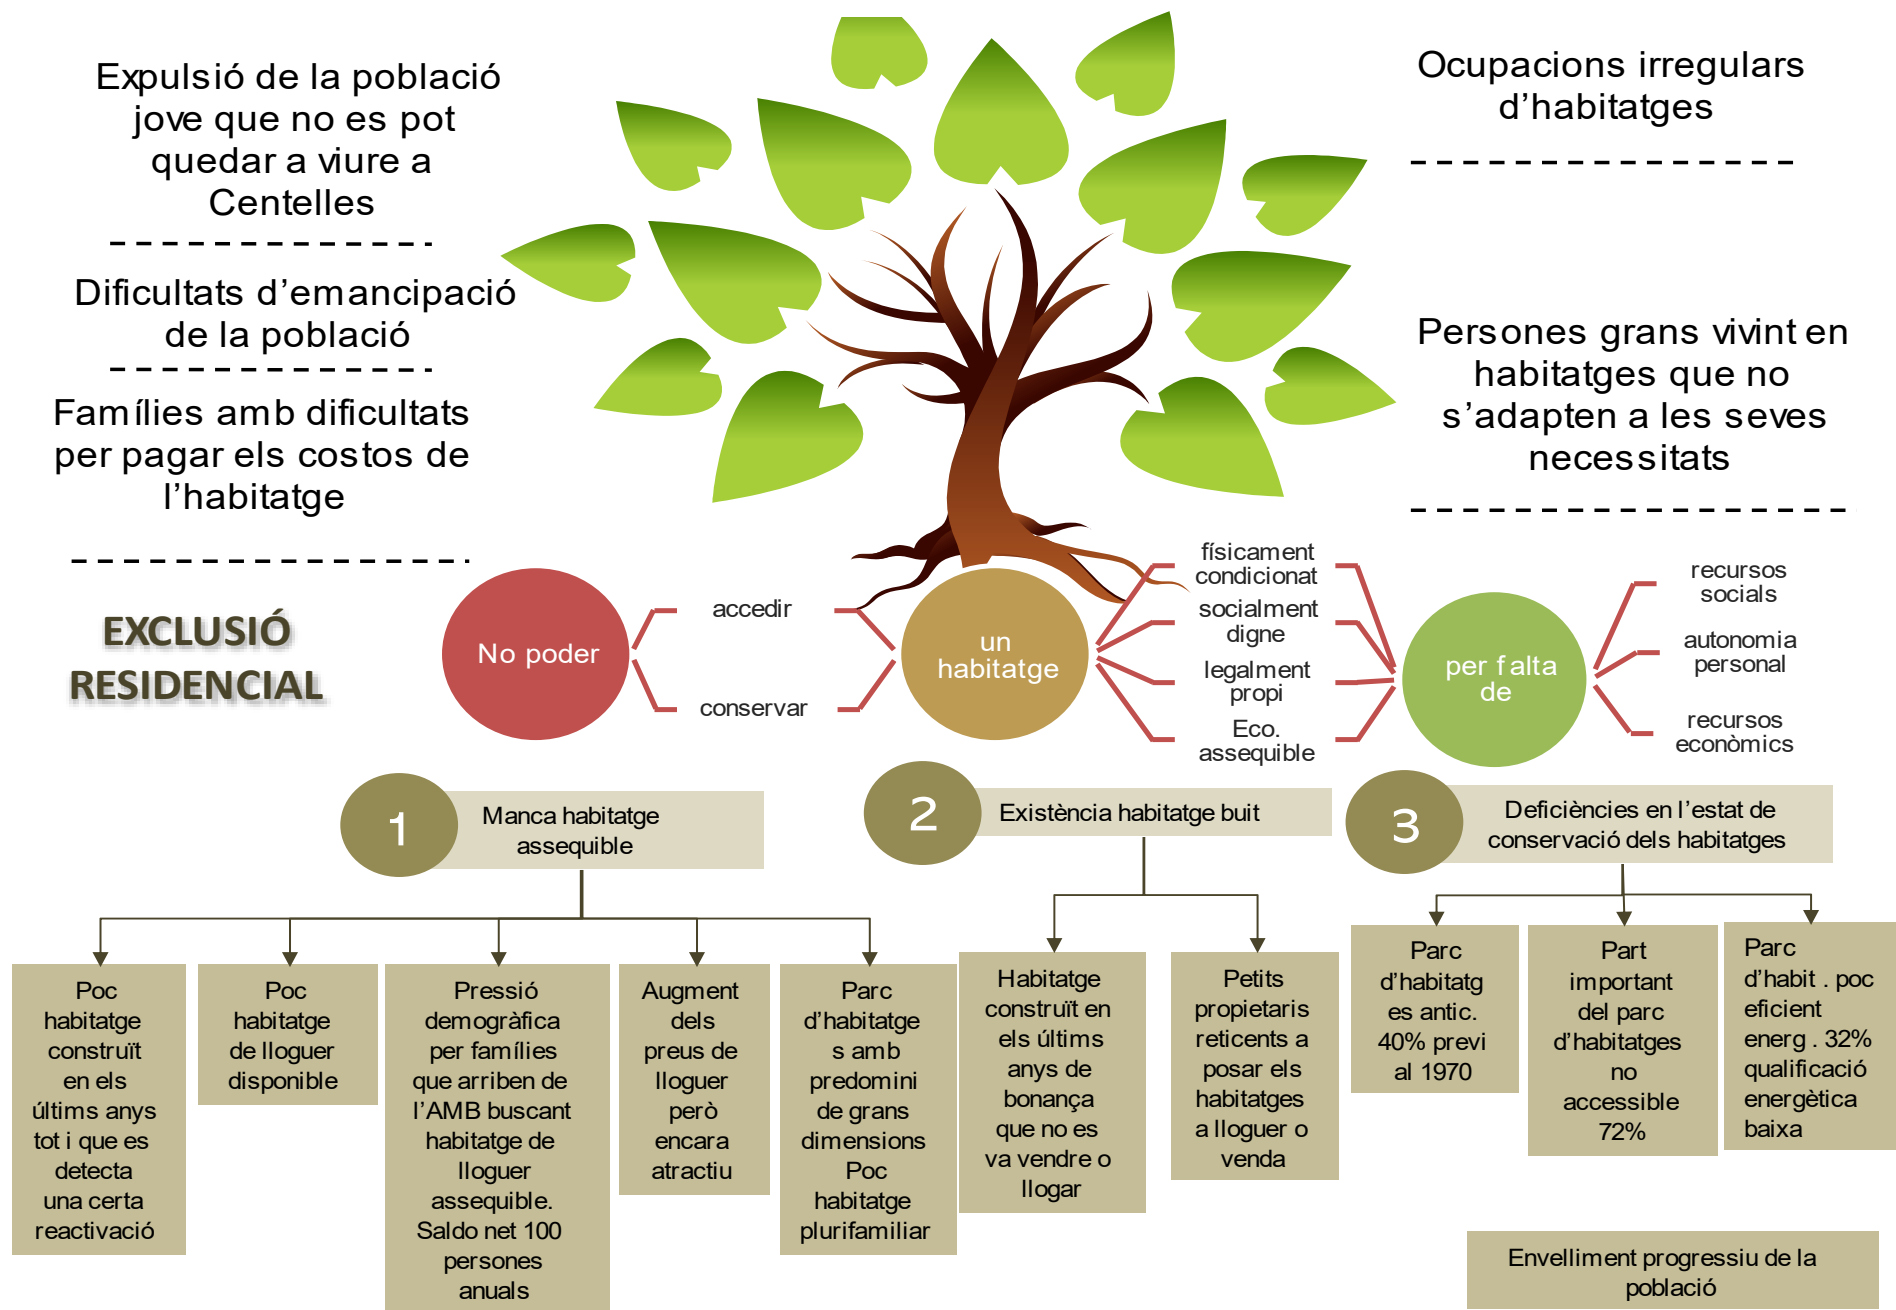 Expulsió de la població
jove que no es pot
quedar a viure a
Centelles
Dificultats d’emancipació
de la població
Famílies amb dificultats
per pagar els costos de
l’habitatge
Ocupacions irregulars
d’habitatges
Persones grans vivint en
habitatges que no
s’adapten a les seves
necessitats
EXCLUSIÓ
RESIDENCIAL
No poder
accedir
conservar
un
habitatge
físicament
condicionat
socialment
digne
legalment
propi
Eco.
assequible
per falta
de
recursos
socials
autonomia
personal
recursos
econòmics
1
Manca habitatge
assequible
2
Existència habitatge buit
3
Deficiències en l’estat de
conservació dels habitatges
Poc
habitatge
construït
en els
últims anys
tot i que es
detecta
una certa
reactivació
Poc
habitatge
de lloguer
disponible
Pressió
demogràfica
per famílies
que arriben de
l’AMB buscant
habitatge de
lloguer
assequible.
Saldo net 100
persones
anuals
Augment
dels
preus de
lloguer
però
encara
atractiu
Parc
d’habitatge
s amb
predomini
de grans
dimensions
Poc
habitatge
plurifamiliar
Habitatge
construït en
els últims
anys de
bonança
que no es
va vendre o
llogar
Petits
propietaris
reticents a
posar els
habitatges
a lloguer o
venda
Parc
d’habitatg
es antic.
40% previ
al 1970
Part
important
del parc
d’habitatges
no
accessible
72%
Parc
d’habit . poc
eficient
energ . 32%
qualificació
energètica
baixa
Envelliment progressiu de la
població